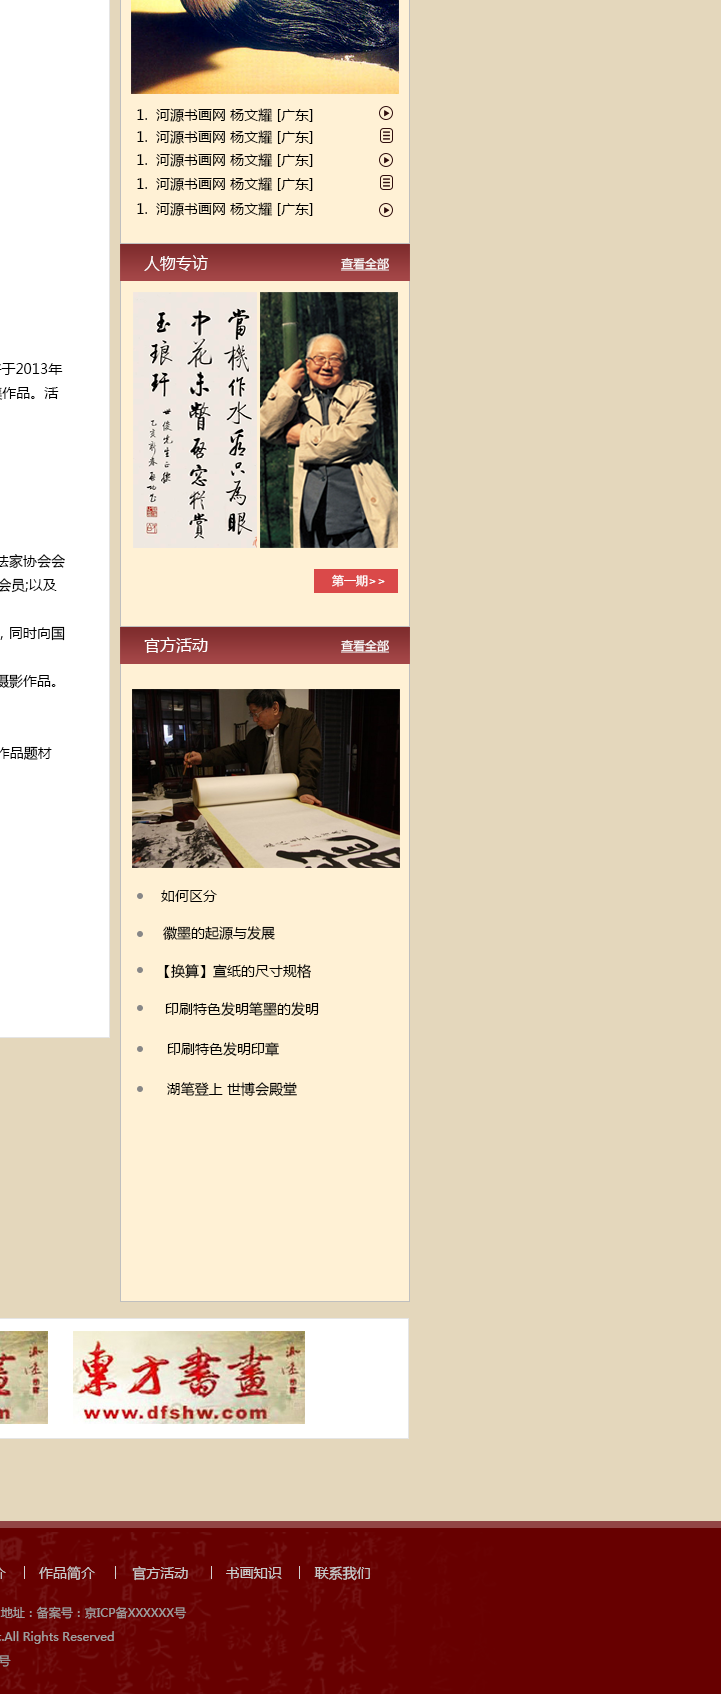 1. 河源书画网 杨文耀 [广东]
1. 河源书画网 杨文耀 [广东]
1. 河源书画网 杨文耀 [广东]
1. 河源书画网 杨文耀 [广东]
1. 河源书画网 杨文耀 [广东]
人物专访 查看全部
當機作水看只為眼
中花未瞥啓窓於賞
玉琅玕
第一期>>
于2013年
作品。活
法家协会会
会员;以及
，同时向国
摄影作品。
作品题材
官方活动 查看全部
如何区分
徽墨的起源与发展
【换算】宣纸的尺寸规格
印刷特色发明笔墨的发明
印刷特色发明印章
湖笔登上 世博会殿堂
東方書畫
www.dfshw.com
介 | 作品简介 | 官方活动 | 书画知识 | 联系我们
地址：备案号：京ICP备XXXXXX号
.All Rights Reserved
号